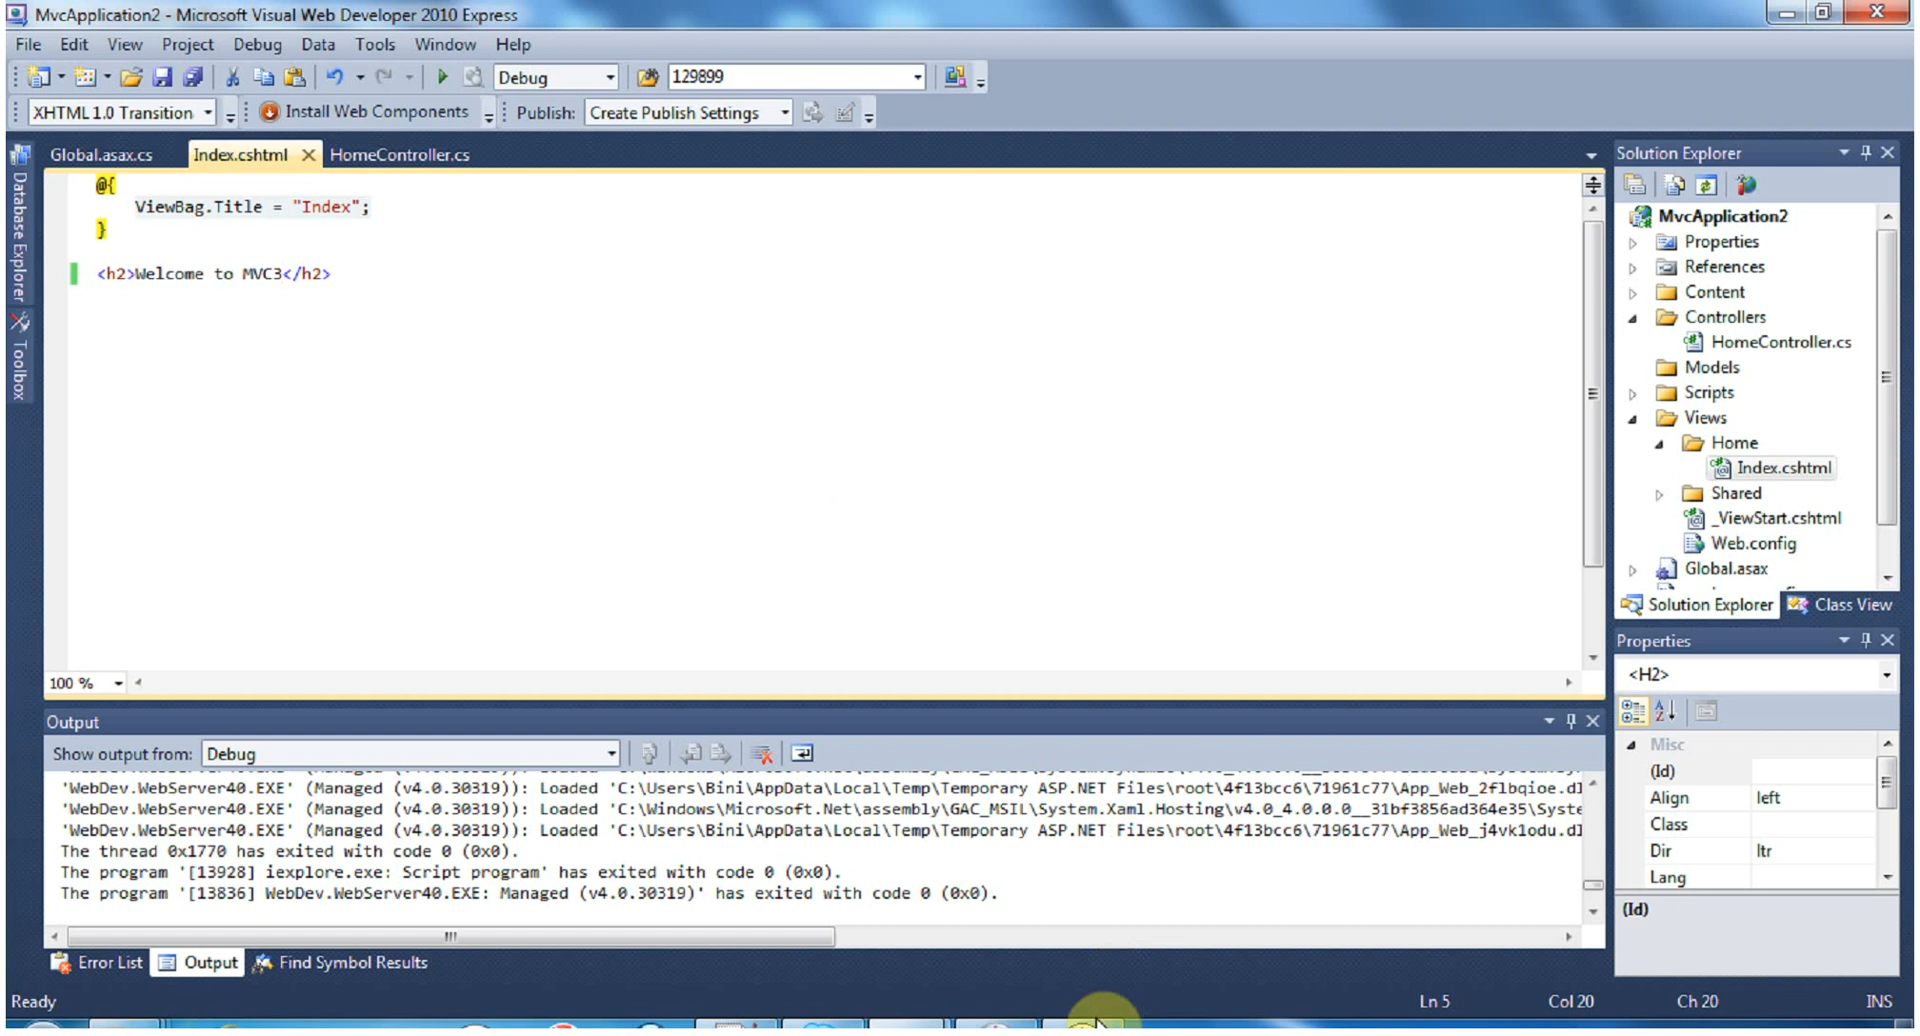 MvcApplication2 - Microsoft Visual Web Developer 2010 Express
File Edit View Project Debug Data Tools Window Help
Debug 129899
XHTML 1.0 Transition Install Web Components Publish: Create Publish Settings
Database Explorer
Toolbox
Global.asax.cs Index.cshtml HomeController.cs
@{
ViewBag.Title = "Index";
}
<h2>Welcome to MVC3</h2>
100 %
Solution Explorer
MvcApplication2
Properties
References
Content
Controllers
HomeController.cs
Models
Scripts
Views
Home
Index.cshtml
Shared
_ViewStart.cshtml
Web.config
Global.asax
Solution Explorer Class View
Properties
<H2>
Misc
(Id)
Align left
Class
Dir ltr
Lang
(Id)
Output
Show output from: Debug
'WebDev.WebServer40.EXE' (Managed (v4.0.30319)): Loaded 'C:\Users\Bini\AppData\Local\Temp\Temporary ASP.NET Files\root\4f13bcc6\71961c77\App_Web_2flbqioe.dl
'WebDev.WebServer40.EXE' (Managed (v4.0.30319)): Loaded 'C:\Windows\Microsoft.Net\assembly\GAC_MSIL\System.Xaml.Hosting\v4.0_4.0.0.0__31bf3856ad364e35\Syste
'WebDev.WebServer40.EXE' (Managed (v4.0.30319)): Loaded 'C:\Users\Bini\AppData\Local\Temp\Temporary ASP.NET Files\root\4f13bcc6\71961c77\App_Web_j4vk1odu.dl
The thread 0x1770 has exited with code 0 (0x0).
The program '[13928] iexplore.exe: Script program' has exited with code 0 (0x0).
The program '[13836] WebDev.WebServer40.EXE: Managed (v4.0.30319)' has exited with code 0 (0x0).
Error List Output Find Symbol Results
Ready Ln 5 Col 20 Ch 20 INS